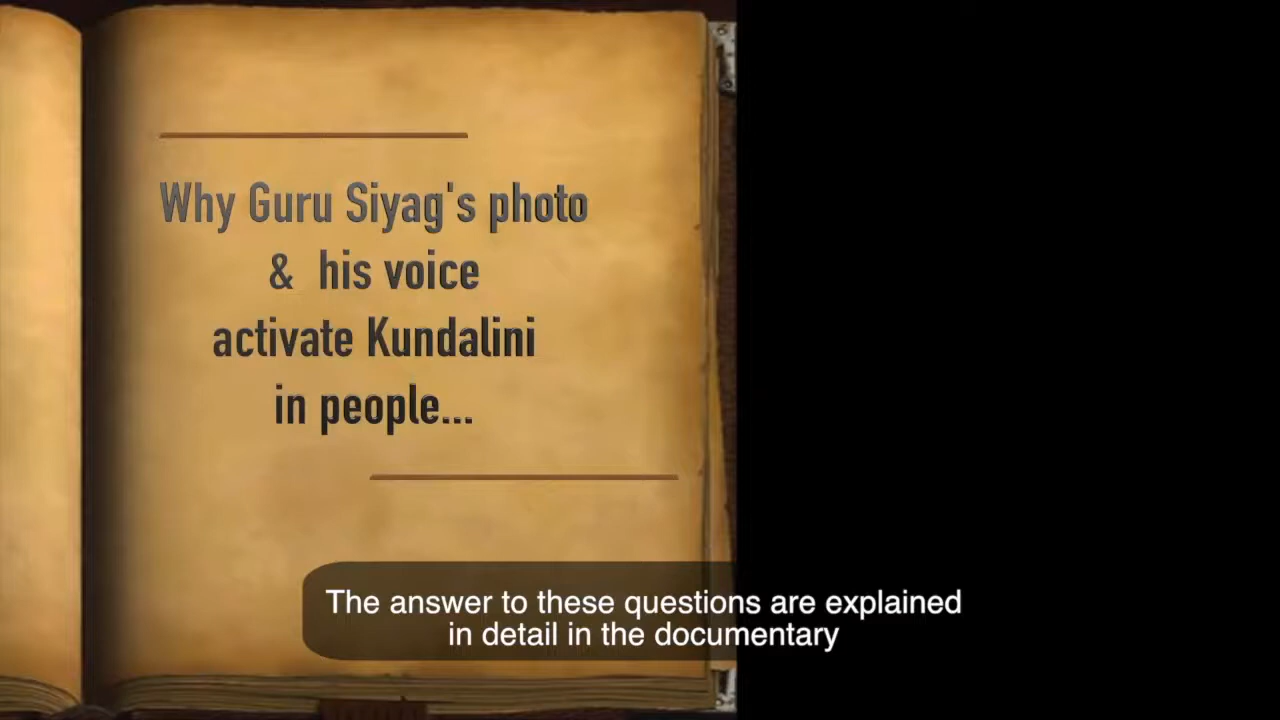 Why Guru Siyag's photo
& his voice
activate Kundalini
in people...
The answer to these questions are explained
in detail in the documentary